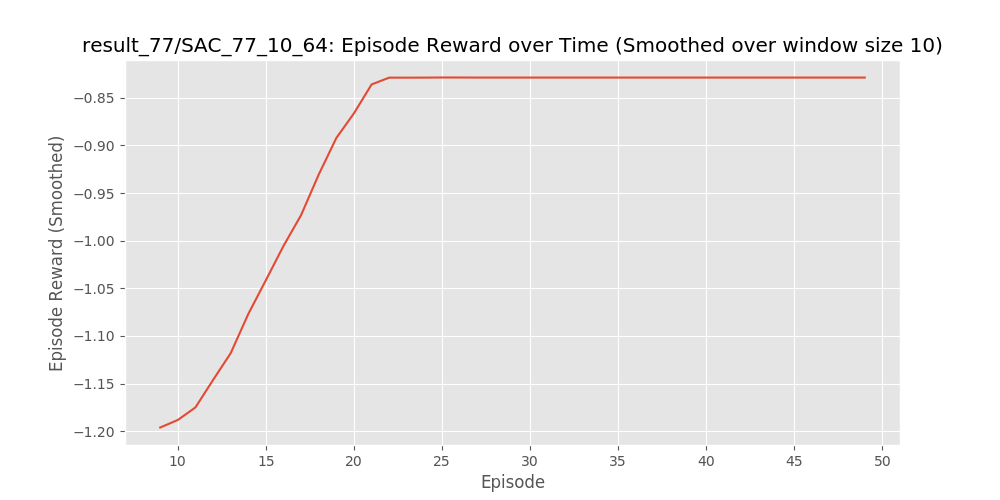 result_77/SAC_77_10_64: Episode Reward over Time (Smoothed over window size 10)
Episode Reward (Smoothed)
−0.85
−0.90
−0.95
−1.00
−1.05
−1.10
−1.15
−1.20
10 15 20 25 30 35 40 45 50
Episode